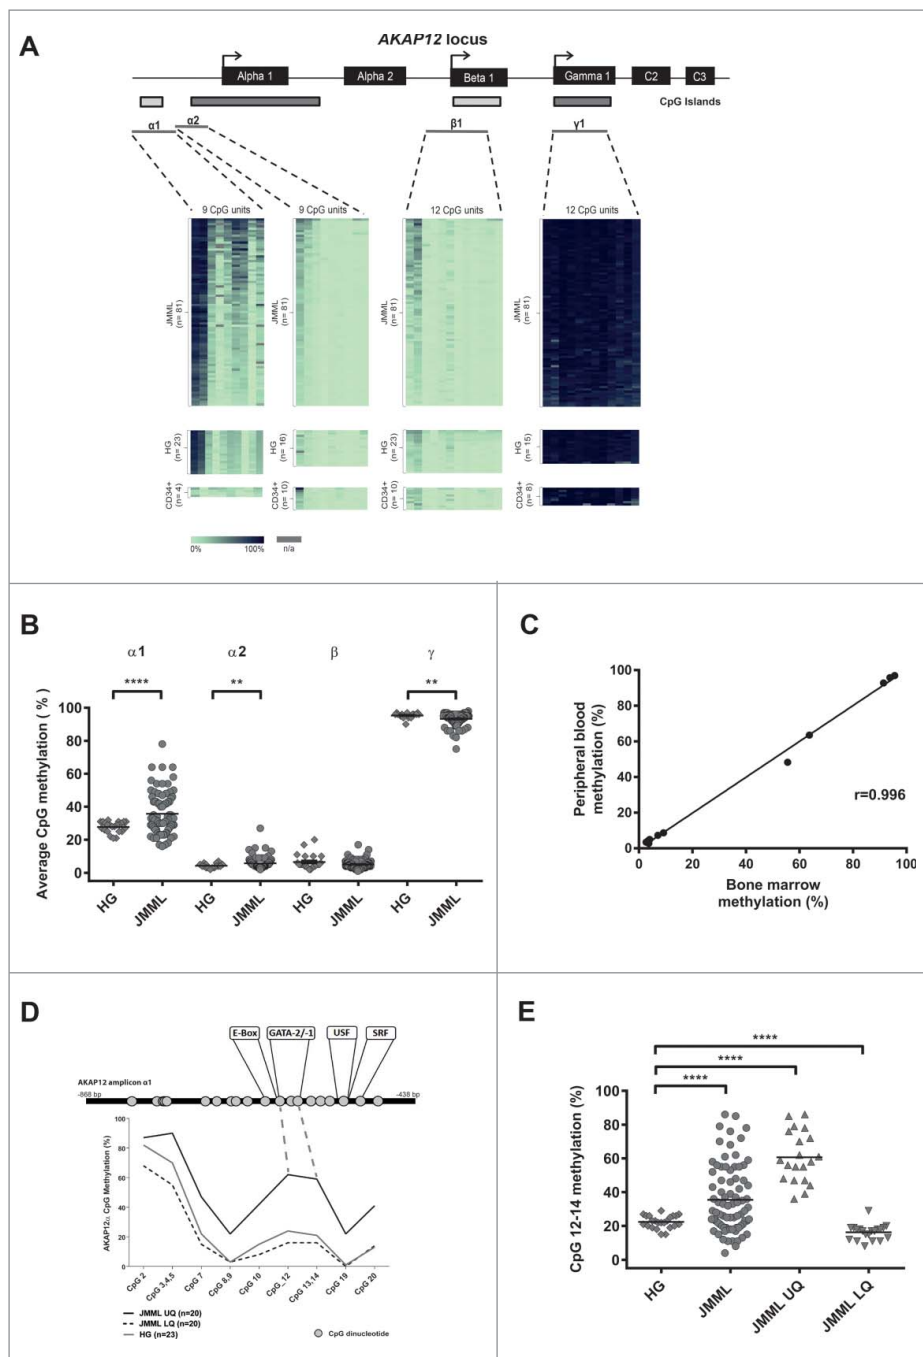 A
AKAP12 locus
Alpha 1
Alpha 2
Beta 1
Gamma 1
C2
C3
CpG Islands
α1
α2
β1
γ1
9 CpG units
9 CpG units
12 CpG units
12 CpG units
JMML
(n= 81)
JMML
(n= 81)
JMML
(n= 81)
JMML
(n= 81)
HG
(n= 23)
HG
(n= 16)
HG
(n= 23)
HG
(n= 15)
CD34+
(n= 4)
CD34+
(n= 10)
CD34+
(n= 10)
CD34+
(n= 8)
0%
100%
n/a
B
α1
α2
β
γ
****
**
**
Average CpG methylation ( % )
100
80
60
40
20
0
HG
JMML
HG
JMML
HG
JMML
HG
JMML
C
Peripheral blood
methylation (%)
100
80
60
40
20
0
r=0.996
0
20
40
60
80
100
Bone marrow
methylation (%)
D
E-Box
GATA-2/-1
USF
SRF
AKAP12 amplicon α1
-868 bp
-438 bp
AKAP12α CpG Methylation (%)
100
80
60
40
20
0
CpG 2
CpG 3,4,5
CpG 7
CpG 8,9
CpG 10
CpG_12
CpG 13,14
CpG 19
CpG 20
JMML UQ (n=20)
JMML LQ (n=20)
HG (n=23)
CpG dinucleotide
E
****
****
****
CpG 12-14 methylation (%)
100
80
60
40
20
0
HG
JMML
JMML UQ
JMML LQ